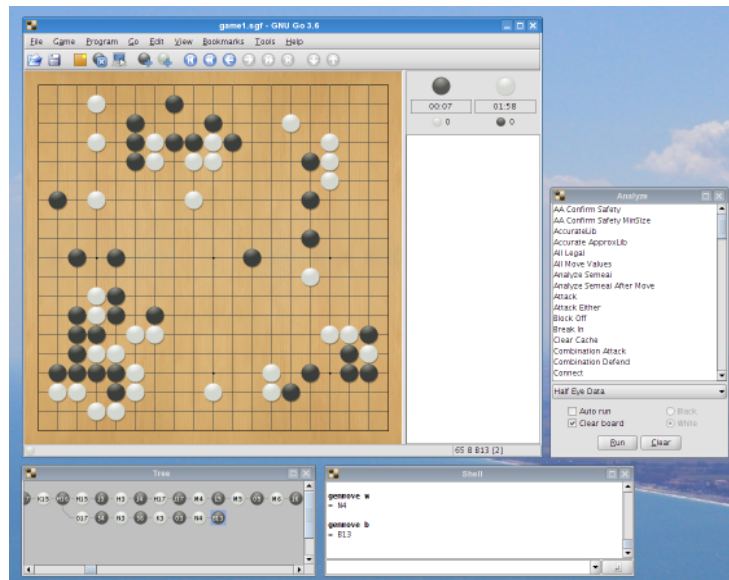 game1.sgf - GNU Go 3.6
File Game Program Go Edit View Bookmarks Tools Help
00:07 01:58
0 0
65 B B13 [2]
Analyze
AA Confirm Safety
AA Confirm Safety MinSize
AccurateLib
Accurate ApproxLib
All Legal
All Move Values
Analyze Semeai
Analyze Semeai After Move
Attack
Attack Either
Block Off
Break In
Clear Cache
Combination Attack
Combination Defend
Connect
Half Eye Data
Auto run Black
Clear board White
Run Clear
Tree
Shell
genmove w
= N4
genmove b
= B13